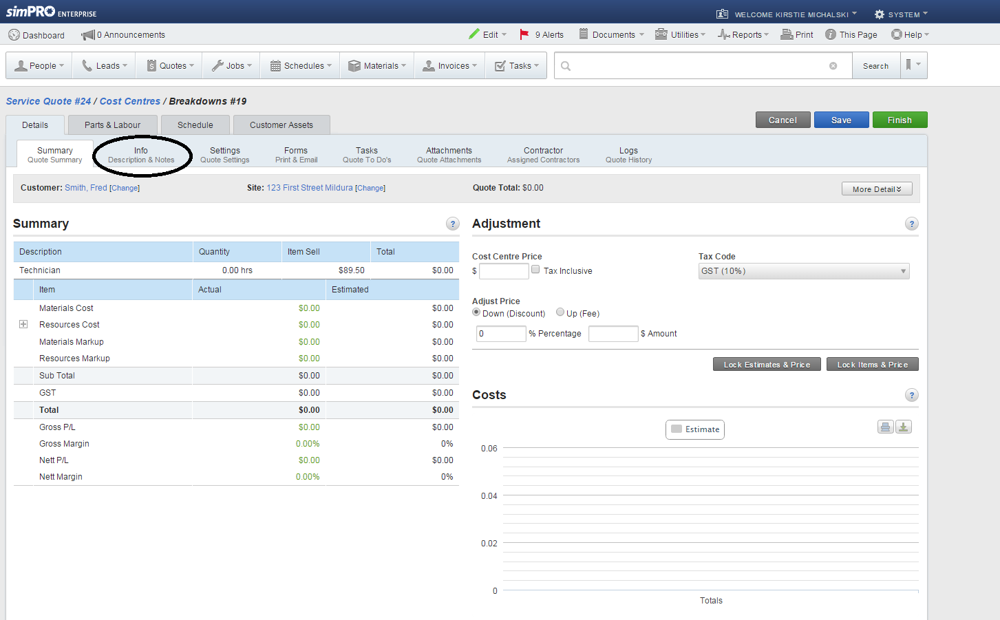 simPRO ENTERPRISE
WELCOME KIRSTIE MICHALSKI
SYSTEM
Dashboard
0 Announcements
Edit
9 Alerts
Documents
Utilities
Reports
Print
This Page
Help
People
Leads
Quotes
Jobs
Schedules
Materials
Invoices
Tasks
Search
Service Quote #24 / Cost Centres / Breakdowns #19
Details
Parts & Labour
Schedule
Customer Assets
Cancel
Save
Finish
Summary
Quote Summary
Info
Description & Notes
Settings
Quote Settings
Forms
Print & Email
Tasks
Quote To Do's
Attachments
Quote Attachments
Contractor
Assigned Contractors
Logs
Quote History
Customer: Smith, Fred [Change]
Site: 123 First Street Mildura [Change]
Quote Total: $0.00
More Detail
Summary
?
Description Quantity Item Sell Total
Technician 0.00 hrs $89.50 $0.00
Item Actual Estimated
Materials Cost $0.00 $0.00
Resources Cost $0.00 $0.00
Materials Markup $0.00 $0.00
Resources Markup $0.00 $0.00
Sub Total $0.00 $0.00
GST $0.00 $0.00
Total $0.00 $0.00
Gross P/L $0.00 $0.00
Gross Margin 0.00% 0%
Nett P/L $0.00 $0.00
Nett Margin 0.00% 0%
Adjustment
?
Cost Centre Price
$
Tax Inclusive
Tax Code
GST (10%)
Adjust Price
Down (Discount)
Up (Fee)
0 % Percentage
$ Amount
Lock Estimates & Price
Lock Items & Price
Costs
?
Estimate
0.06
0.04
0.02
0
Totals